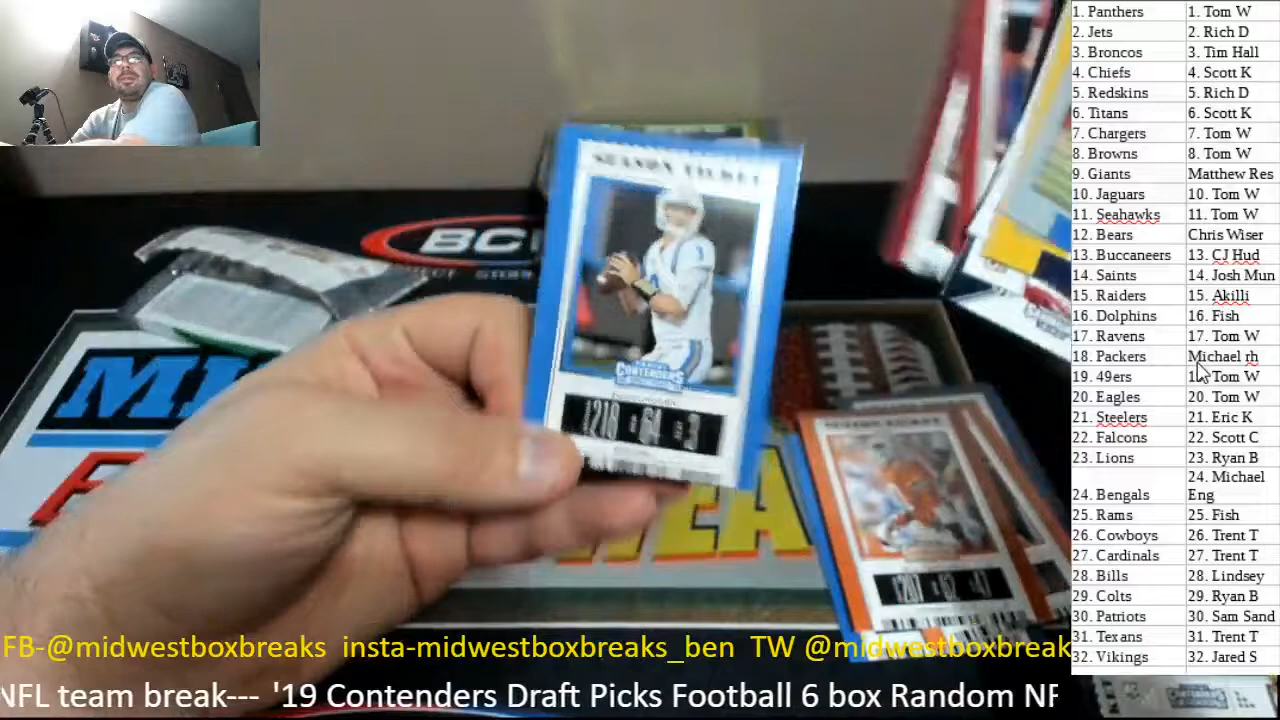 1. Panthers 1. Tom W
2. Jets 2. Rich D
3. Broncos 3. Tim Hall
4. Chiefs 4. Scott K
5. Redskins 5. Rich D
6. Titans 6. Scott K
7. Chargers 7. Tom W
8. Browns 8. Tom W
9. Giants Matthew Res
10. Jaguars 10. Tom W
11. Seahawks 11. Tom W
12. Bears Chris Wiser
13. Buccaneers 13. CJ Hud
14. Saints 14. Josh Mun
15. Raiders 15. Akilli
16. Dolphins 16. Fish
17. Ravens 17. Tom W
18. Packers Michael rh
19. 49ers Tom W
20. Eagles 20. Tom W
21. Steelers 21. Eric K
22. Falcons 22. Scott C
23. Lions 23. Ryan B
24. Bengals 24. Michael Eng
25. Rams 25. Fish
26. Cowboys 26. Trent T
27. Cardinals 27. Trent T
28. Bills 28. Lindsey
29. Colts 29. Ryan B
30. Patriots 30. Sam Sand
31. Texans 31. Trent T
32. Vikings 32. Jared S
BC
SEASON TICKET
CONTENDERS
218 64 3
207 62 47
FB-@midwestboxbreaks insta-midwestboxbreaks_ben TW @midwestboxbreak
NFL team break--- '19 Contenders Draft Picks Football 6 box Random NF